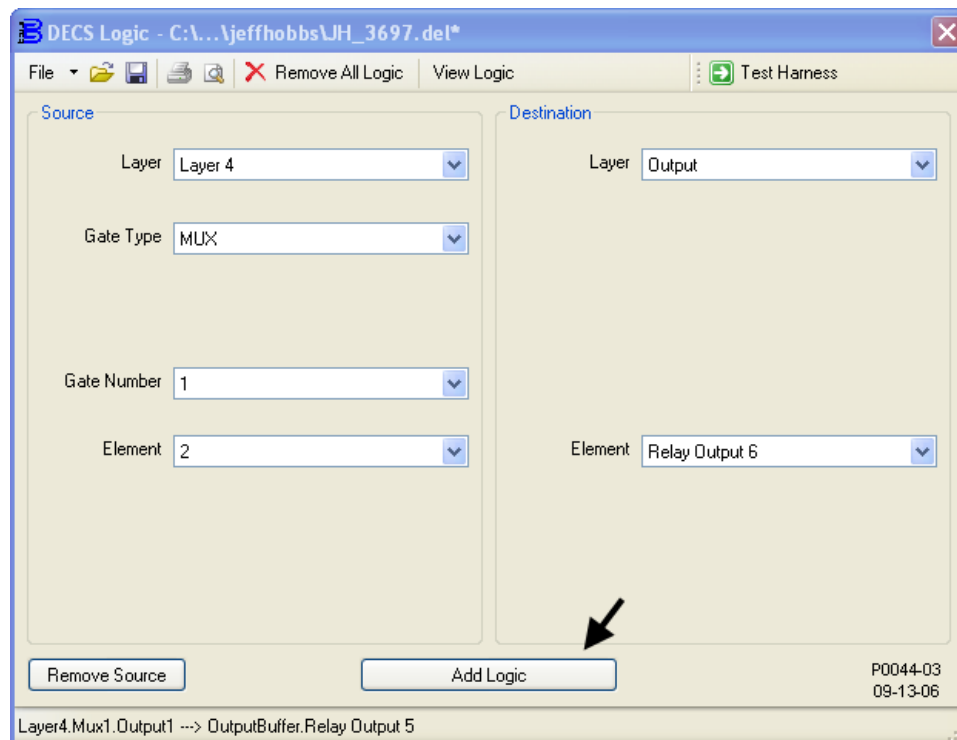 DECS Logic - C:\...\jeffhobbs\JH_3697.del*
File Remove All Logic View Logic Test Harness
Source
Layer Layer 4
Gate Type MUX
Gate Number 1
Element 2
Destination
Layer Output
Element Relay Output 6
Remove Source Add Logic
P0044-03
09-13-06
Layer4.Mux1.Output1 ---> OutputBuffer.Relay Output 5